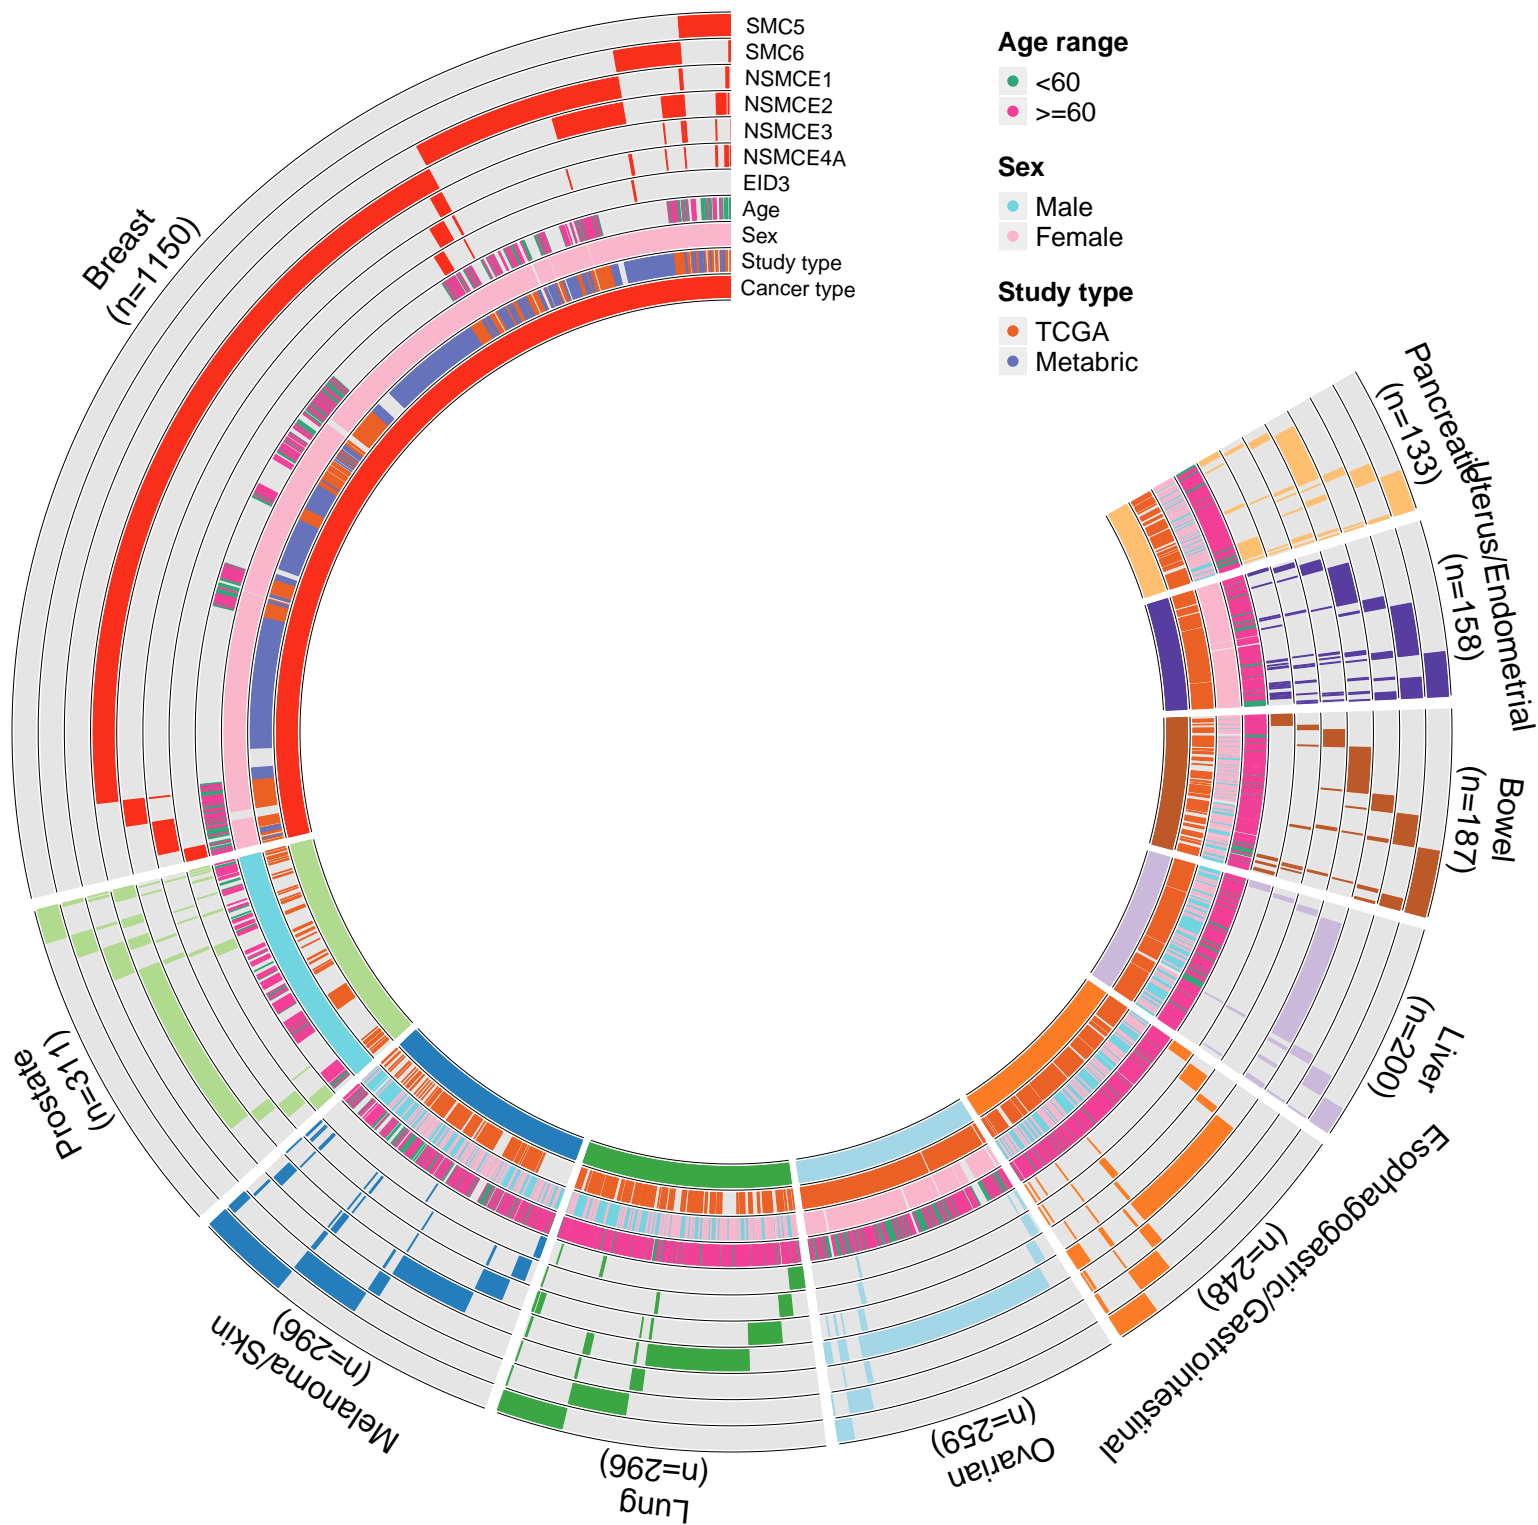 SMC5
SMC6
NSMCE1
NSMCE2
NSMCE3
NSMCE4A
EID3
Age
Sex
Study type
Cancer type
Age range
<60
>=60
Sex
Male
Female
Study type
TCGA
Metabric
Pancreatic
(n=133)
Uterus/Endometrial
(n=158)
Bowel
(n=187)
Liver
(n=200)
Esophagogastric/Gastrointestinal
(n=248)
Ovarian
(n=259)
Lung
(n=296)
Melanoma/Skin
(n=296)
Prostate
(n=311)
Breast
(n=1150)